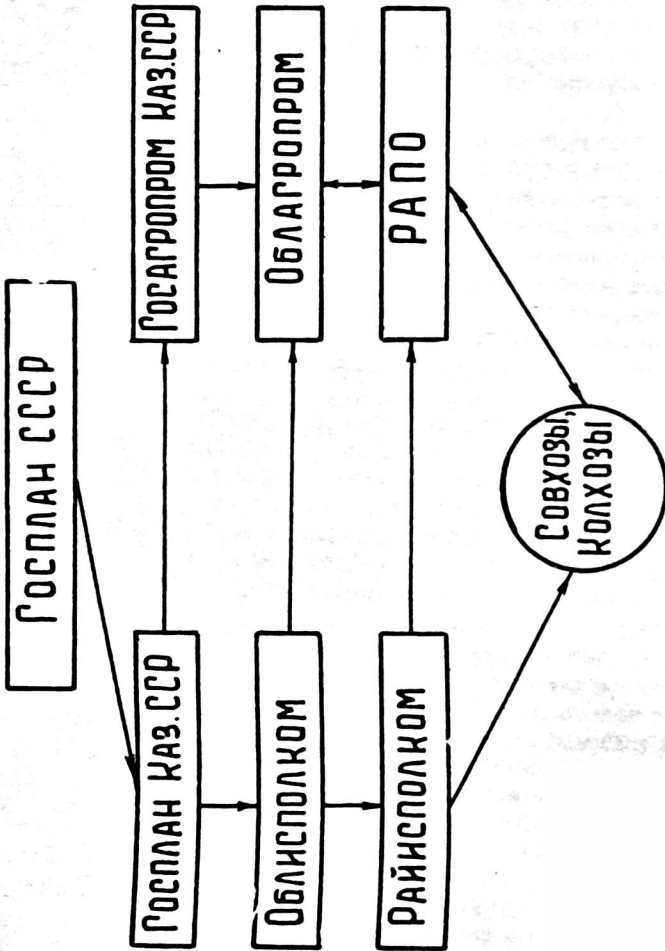 Госплан СССР
Госплан Каз.ССР
Госагропром Каз.ССР
Облисполком
Облагропром
Райисполком
РАПО
Совхозы,
Колхозы